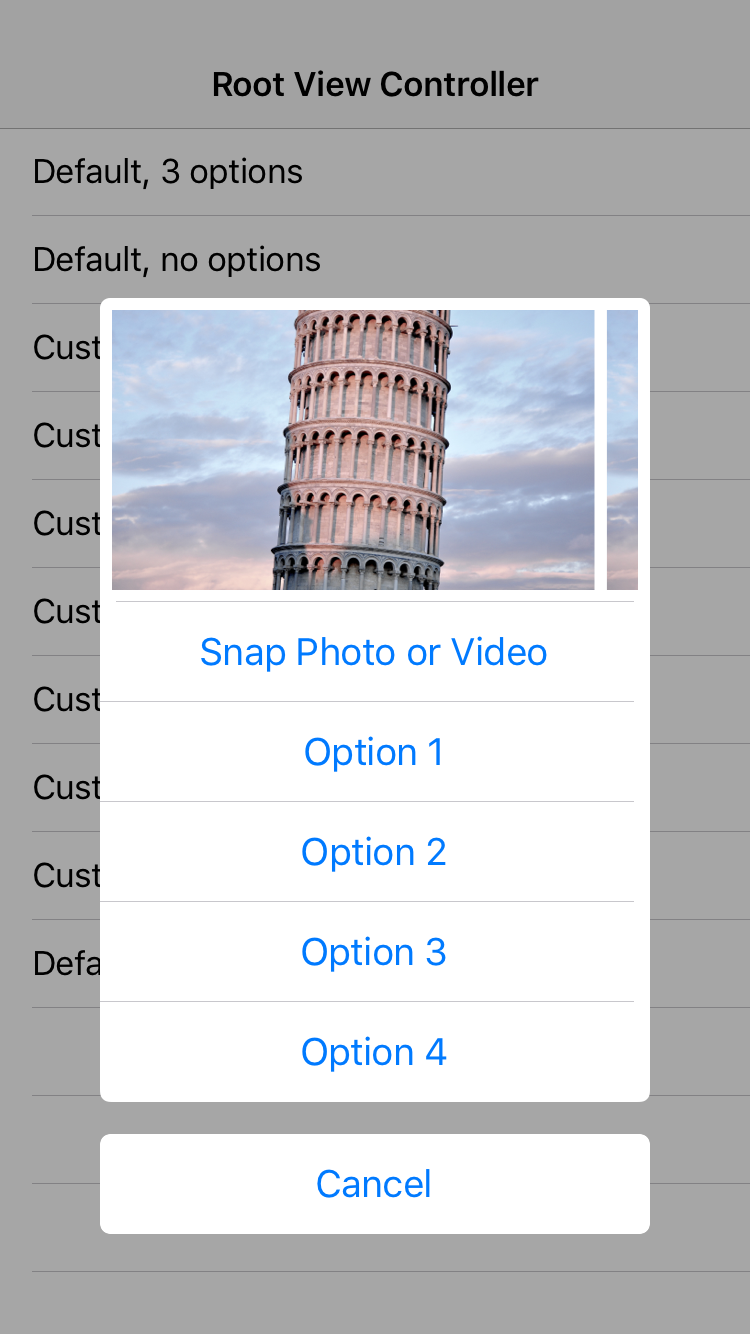 Root View Controller
Default, 3 options
Default, no options
Cust
Cust
Cust
Cust
Cust
Cust
Cust
Defa
Snap Photo or Video
Option 1
Option 2
Option 3
Option 4
Cancel